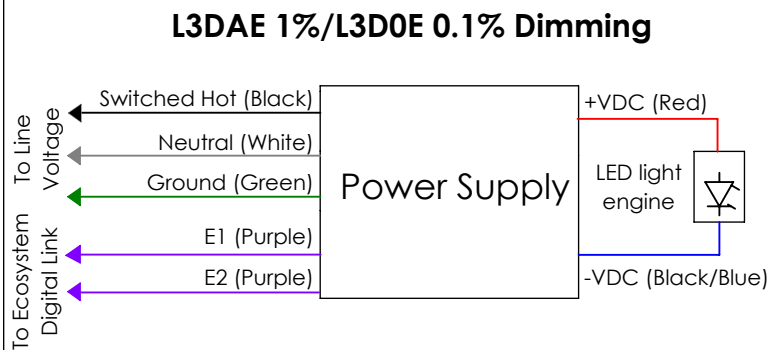 L3DAE 1%/L3D0E 0.1% Dimming
To Line
Voltage
Switched Hot (Black)
Neutral (White)
Ground (Green)
To Ecosystem
Digital Link
E1 (Purple)
E2 (Purple)
Power Supply
+VDC (Red)
LED light
engine
-VDC (Black/Blue)